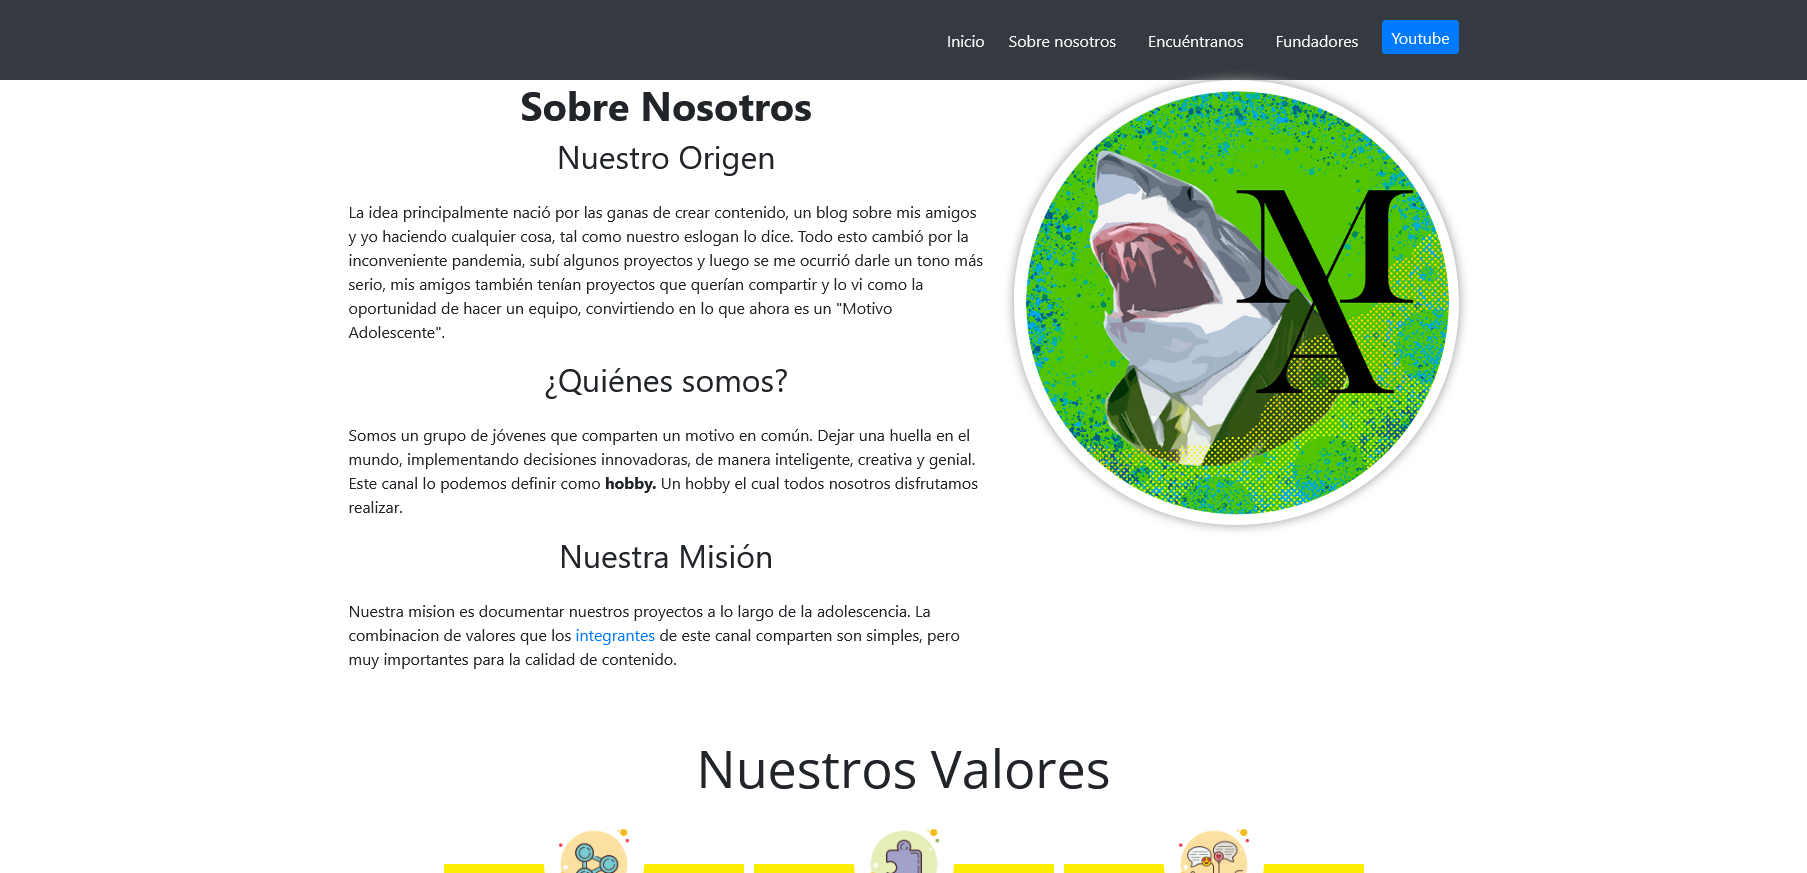 Inicio Sobre nosotros Encuéntranos Fundadores Youtube
Sobre Nosotros
Nuestro Origen
La idea principalmente nació por las ganas de crear contenido, un blog sobre mis amigos
y yo haciendo cualquier cosa, tal como nuestro eslogan lo dice. Todo esto cambió por la
inconveniente pandemia, subí algunos proyectos y luego se me ocurrió darle un tono más
serio, mis amigos también tenían proyectos que querían compartir y lo vi como la
oportunidad de hacer un equipo, convirtiendo en lo que ahora es un "Motivo
Adolescente".
¿Quiénes somos?
Somos un grupo de jóvenes que comparten un motivo en común. Dejar una huella en el
mundo, implementando decisiones innovadoras, de manera inteligente, creativa y genial.
Este canal lo podemos definir como hobby. Un hobby el cual todos nosotros disfrutamos
realizar.
Nuestra Misión
Nuestra mision es documentar nuestros proyectos a lo largo de la adolescencia. La
combinacion de valores que los integrantes de este canal comparten son simples, pero
muy importantes para la calidad de contenido.
M
A
Nuestros Valores